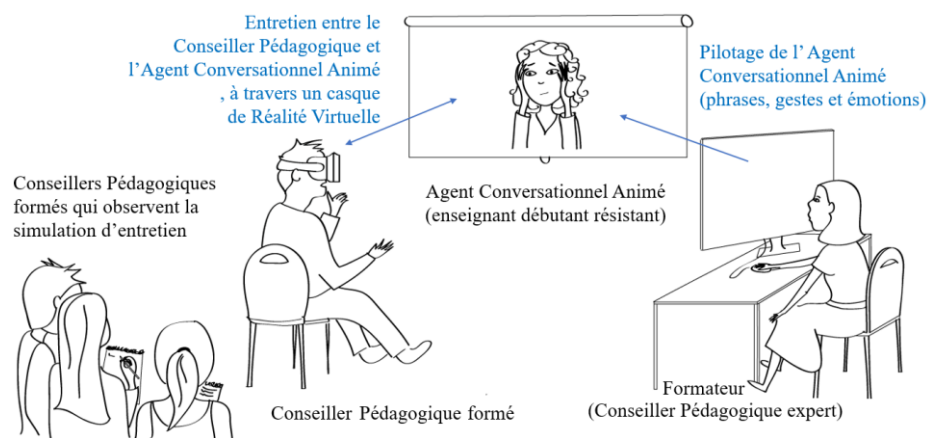 Entretien entre le
Conseiller Pédagogique et
l'Agent Conversationnel Animé
, à travers un casque
de Réalité Virtuelle
Pilotage de l'Agent
Conversationnel Animé
(phrases, gestes et émotions)
Conseillers Pédagogiques
formés qui observent la
simulation d'entretien
Agent Conversationnel Animé
(enseignant débutant résistant)
Conseiller Pédagogique formé
Formateur
(Conseiller Pédagogique expert)